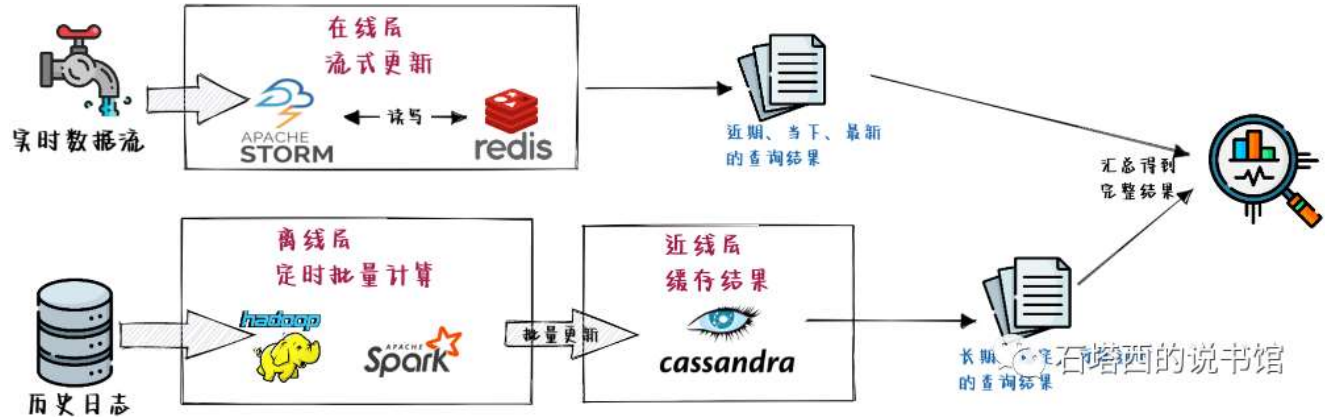 在线层
流式更新
实时数据流
APACHE
STORM
读写
redis
近期、当下、最新
的查询结果
汇总得到
完整结果
离线层
定时批量计算
hadoop
APACHE
Spark
历史日志
批量更新
近线层
缓存结果
cassandra
长期、
的查询结果
石塔西的说书馆